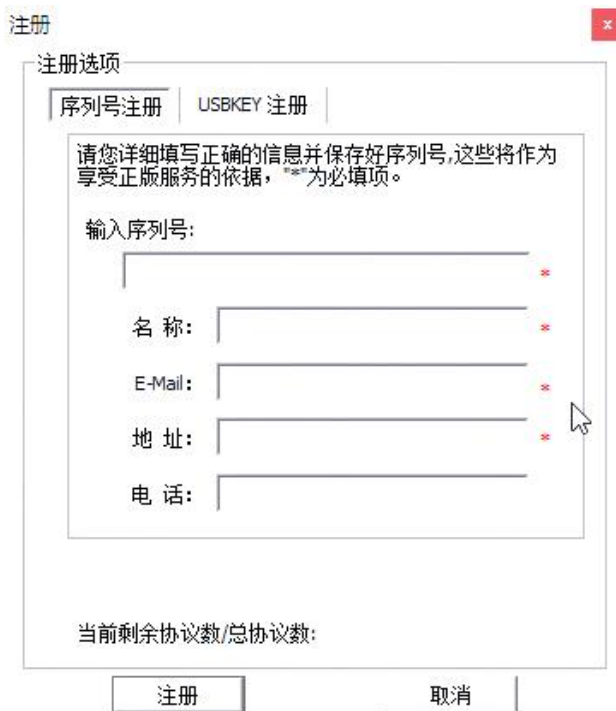 注册
x
注册选项
序列号注册 USBKEY 注册
请您详细填写正确的信息并保存好序列号,这些将作为
享受正版服务的依据，"*"为必填项。
输入序列号:
*
名 称: *
E-Mail: *
地 址: *
电 话:
当前剩余协议数/总协议数:
注册 取消